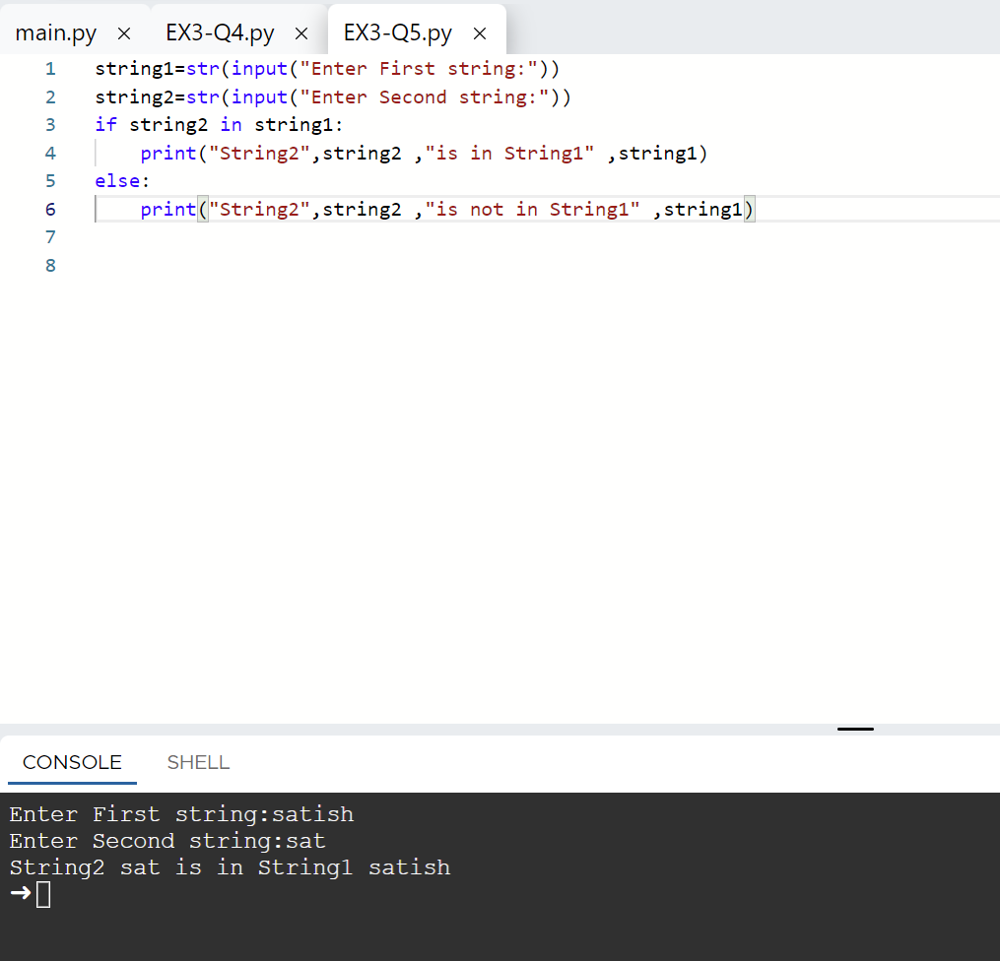 main.py × EX3-Q4.py × EX3-Q5.py ×
1 string1=str(input("Enter First string:"))
2 string2=str(input("Enter Second string:"))
3 if string2 in string1:
4 print("String2",string2 ,"is in String1" ,string1)
5 else:
6 print("String2",string2 ,"is not in String1" ,string1)
7
8
CONSOLE SHELL
Enter First string:satish
Enter Second string:sat
String2 sat is in String1 satish
➜